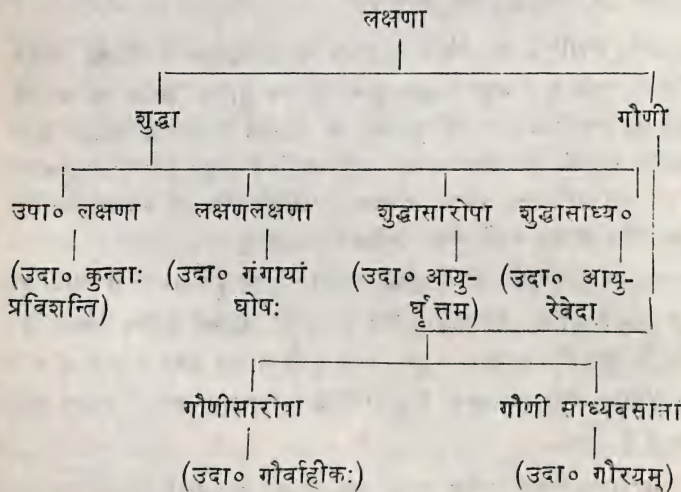 लक्षणा
शुद्धा गौणी
उपा० लक्षणा लक्षणलक्षणा शुद्धासारोपा शुद्धासाध्य०
(उदा० कुन्ताः (उदा० गंगायां (उदा० आयु- (उदा० आयु-
प्रविशन्ति) घोषः) र्घृत्तम) रेवेदा
गौणीसारोपा गौणी साध्यवसाना
(उदा० गौर्वाहीकः) (उदा० गौरयम्)